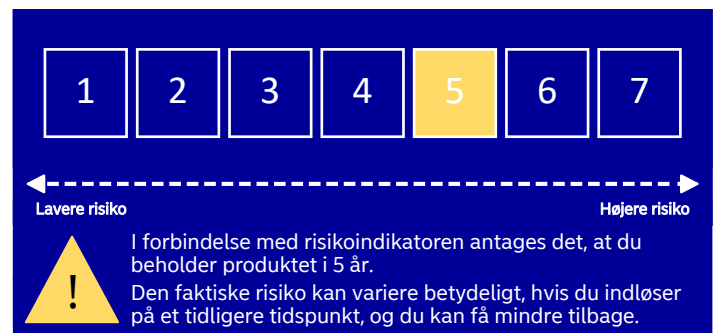 1 2 3 4 5 6 7
Lavere risiko Højere risiko
I forbindelse med risikoindikatoren antages det, at du
beholder produktet i 5 år.
!
Den faktiske risiko kan variere betydeligt, hvis du indløser
på et tidligere tidspunkt, og du kan få mindre tilbage.